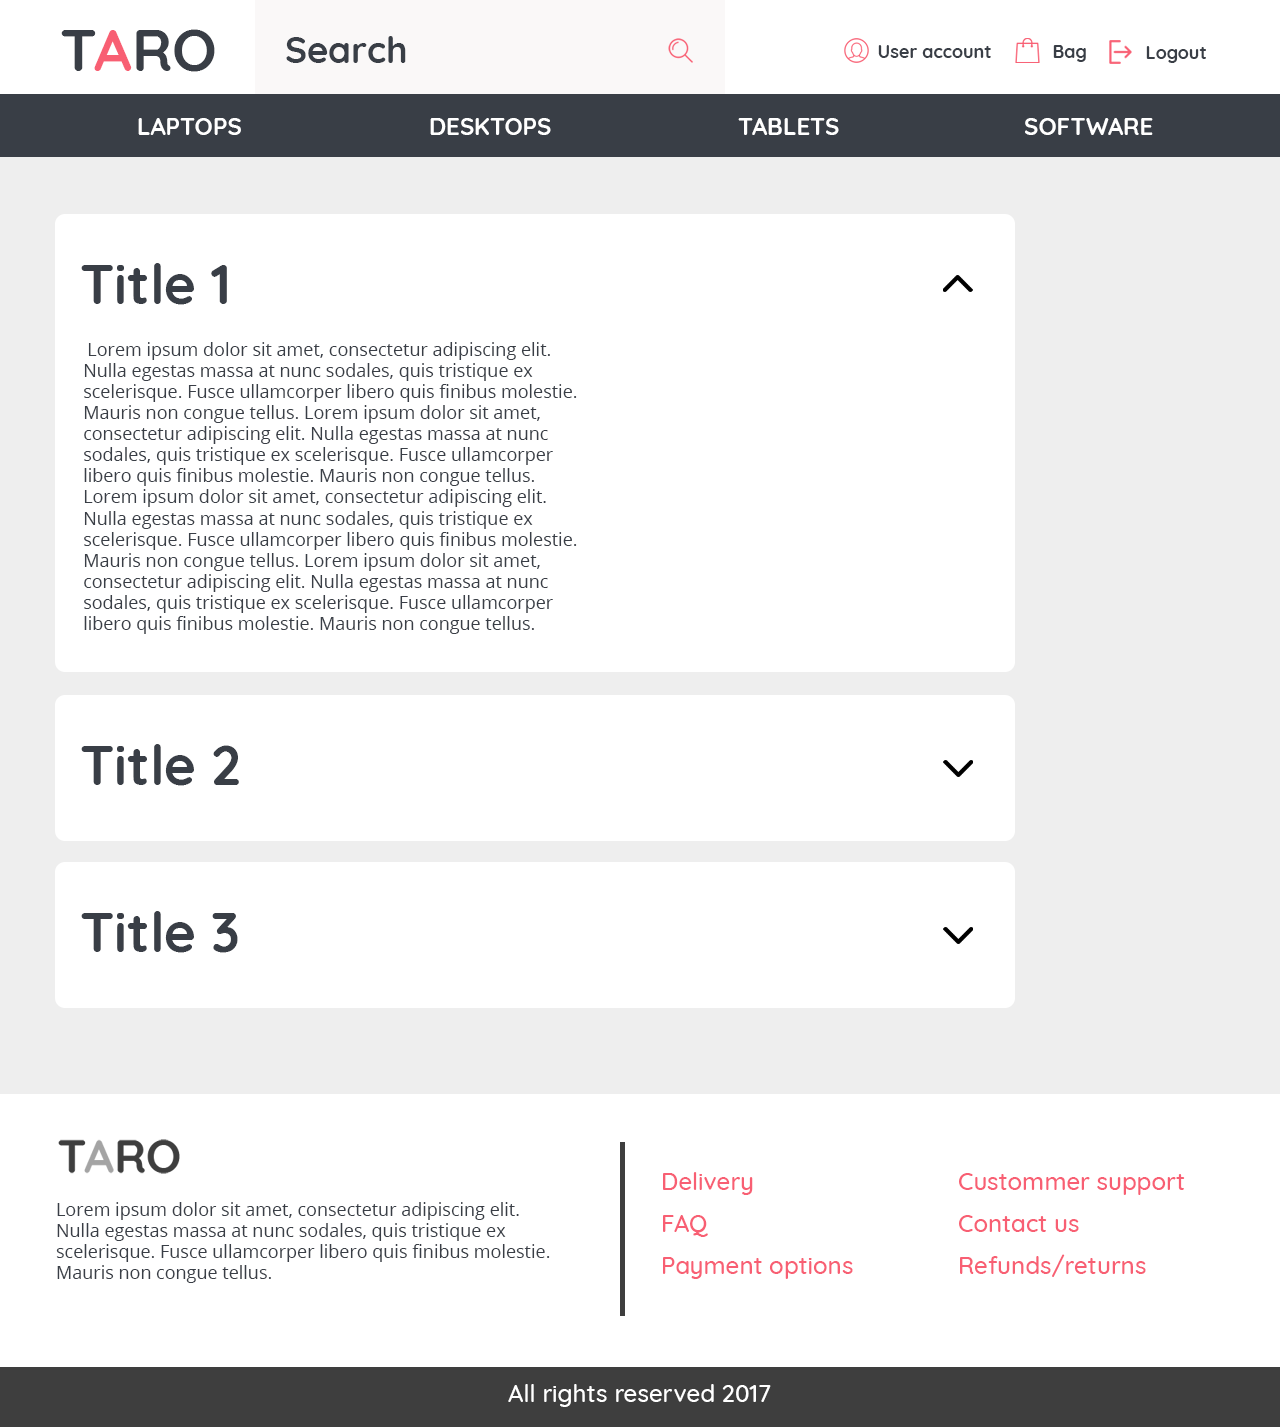 TARO
Search
User account
Bag
Logout
LAPTOPS
DESKTOPS
TABLETS
SOFTWARE
Title 1
Lorem ipsum dolor sit amet, consectetur adipiscing elit.
Nulla egestas massa at nunc sodales, quis tristique ex
scelerisque. Fusce ullamcorper libero quis finibus molestie.
Mauris non congue tellus. Lorem ipsum dolor sit amet,
consectetur adipiscing elit. Nulla egestas massa at nunc
sodales, quis tristique ex scelerisque. Fusce ullamcorper
libero quis finibus molestie. Mauris non congue tellus.
Lorem ipsum dolor sit amet, consectetur adipiscing elit.
Nulla egestas massa at nunc sodales, quis tristique ex
scelerisque. Fusce ullamcorper libero quis finibus molestie.
Mauris non congue tellus. Lorem ipsum dolor sit amet,
consectetur adipiscing elit. Nulla egestas massa at nunc
sodales, quis tristique ex scelerisque. Fusce ullamcorper
libero quis finibus molestie. Mauris non congue tellus.
Title 2
Title 3
TARO
Lorem ipsum dolor sit amet, consectetur adipiscing elit.
Nulla egestas massa at nunc sodales, quis tristique ex
scelerisque. Fusce ullamcorper libero quis finibus molestie.
Mauris non congue tellus.
Delivery
FAQ
Payment options
Custommer support
Contact us
Refunds/returns
All rights reserved 2017